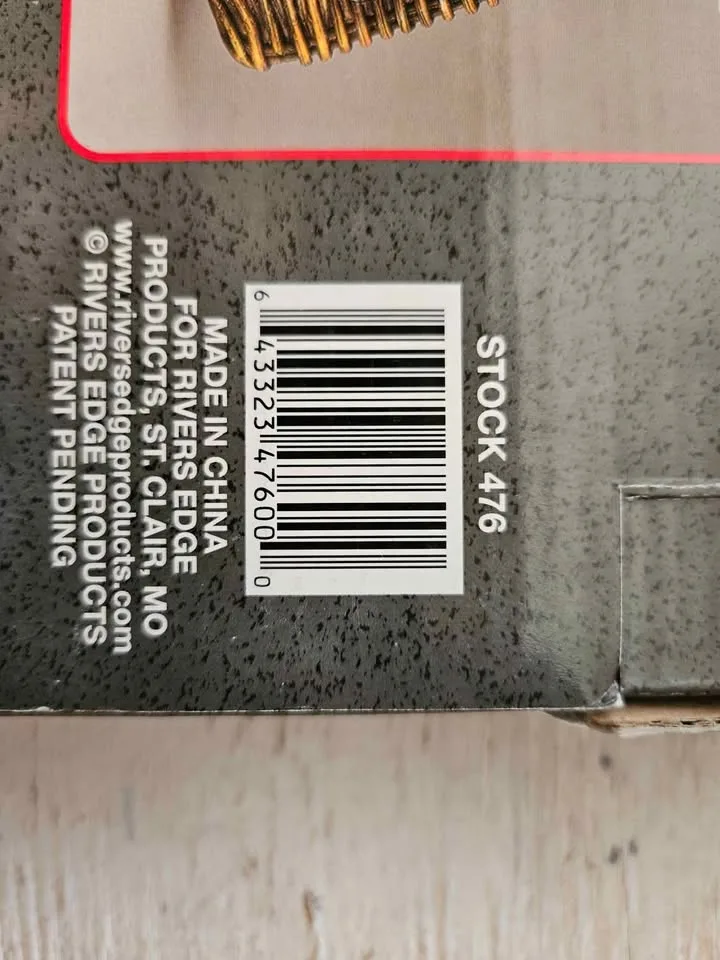 STOCK 476
6 43323 47600 0
MADE IN CHINA
FOR RIVERS EDGE
PRODUCTS, ST. CLAIR, MO
www.riversedgeproducts.com
© RIVERS EDGE PRODUCTS
PATENT PENDING